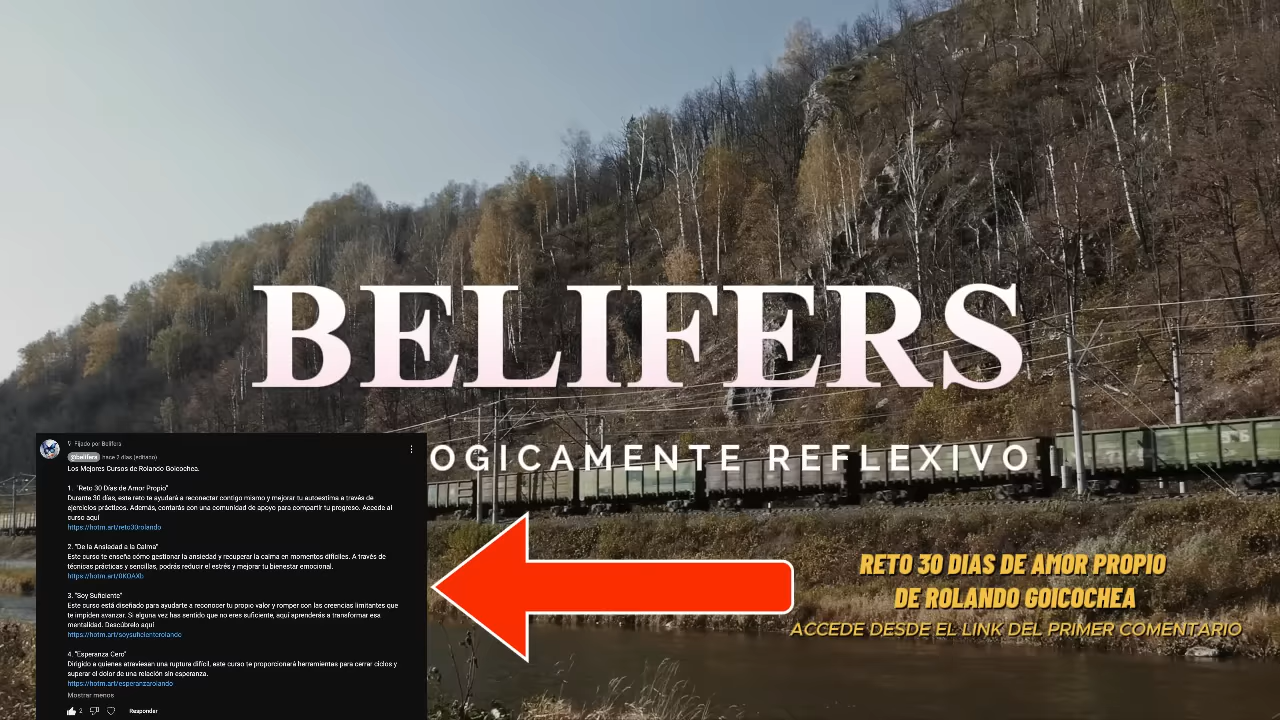 BELIFERS
OGICAMENTE REFLEXIVO
Fijado por Belifers
@belifers hace 2 días (editado)
Los Mejores Cursos de Rolando Goicochea.
1. "Reto 30 Días de Amor Propio"
Durante 30 días, este reto te ayudará a reconectar contigo mismo y mejorar tu autoestima a través de
ejercicios prácticos. Además, contarás con una comunidad de apoyo para compartir tu progreso. Accede al
curso aquí
https://hotm.art/reto30rolando
2. "De la Ansiedad a la Calma"
Este curso te enseña cómo gestionar la ansiedad y recuperar la calma en momentos difíciles. A través de
técnicas prácticas y sencillas, podrás reducir el estrés y mejorar tu bienestar emocional.
https://hotm.art/0KOAXb
3. "Soy Suficiente"
Este curso está diseñado para ayudarte a reconocer tu propio valor y romper con las creencias limitantes que
te impiden avanzar. Si alguna vez has sentido que no eres suficiente, aquí aprenderás a transformar esa
mentalidad. Descúbrelo aquí
https://hotm.art/soysuficienterolando
4. "Esperanza Cero"
Dirigido a quienes atraviesan una ruptura difícil, este curso te proporcionará herramientas para cerrar ciclos y
superar el dolor de una relación sin esperanza.
https://hotm.art/esperanzarolando
Mostrar menos
2 Responder
RETO 30 DIAS DE AMOR PROPIO
DE ROLANDO GOICOCHEA
ACCEDE DESDE EL LINK DEL PRIMER COMENTARIO